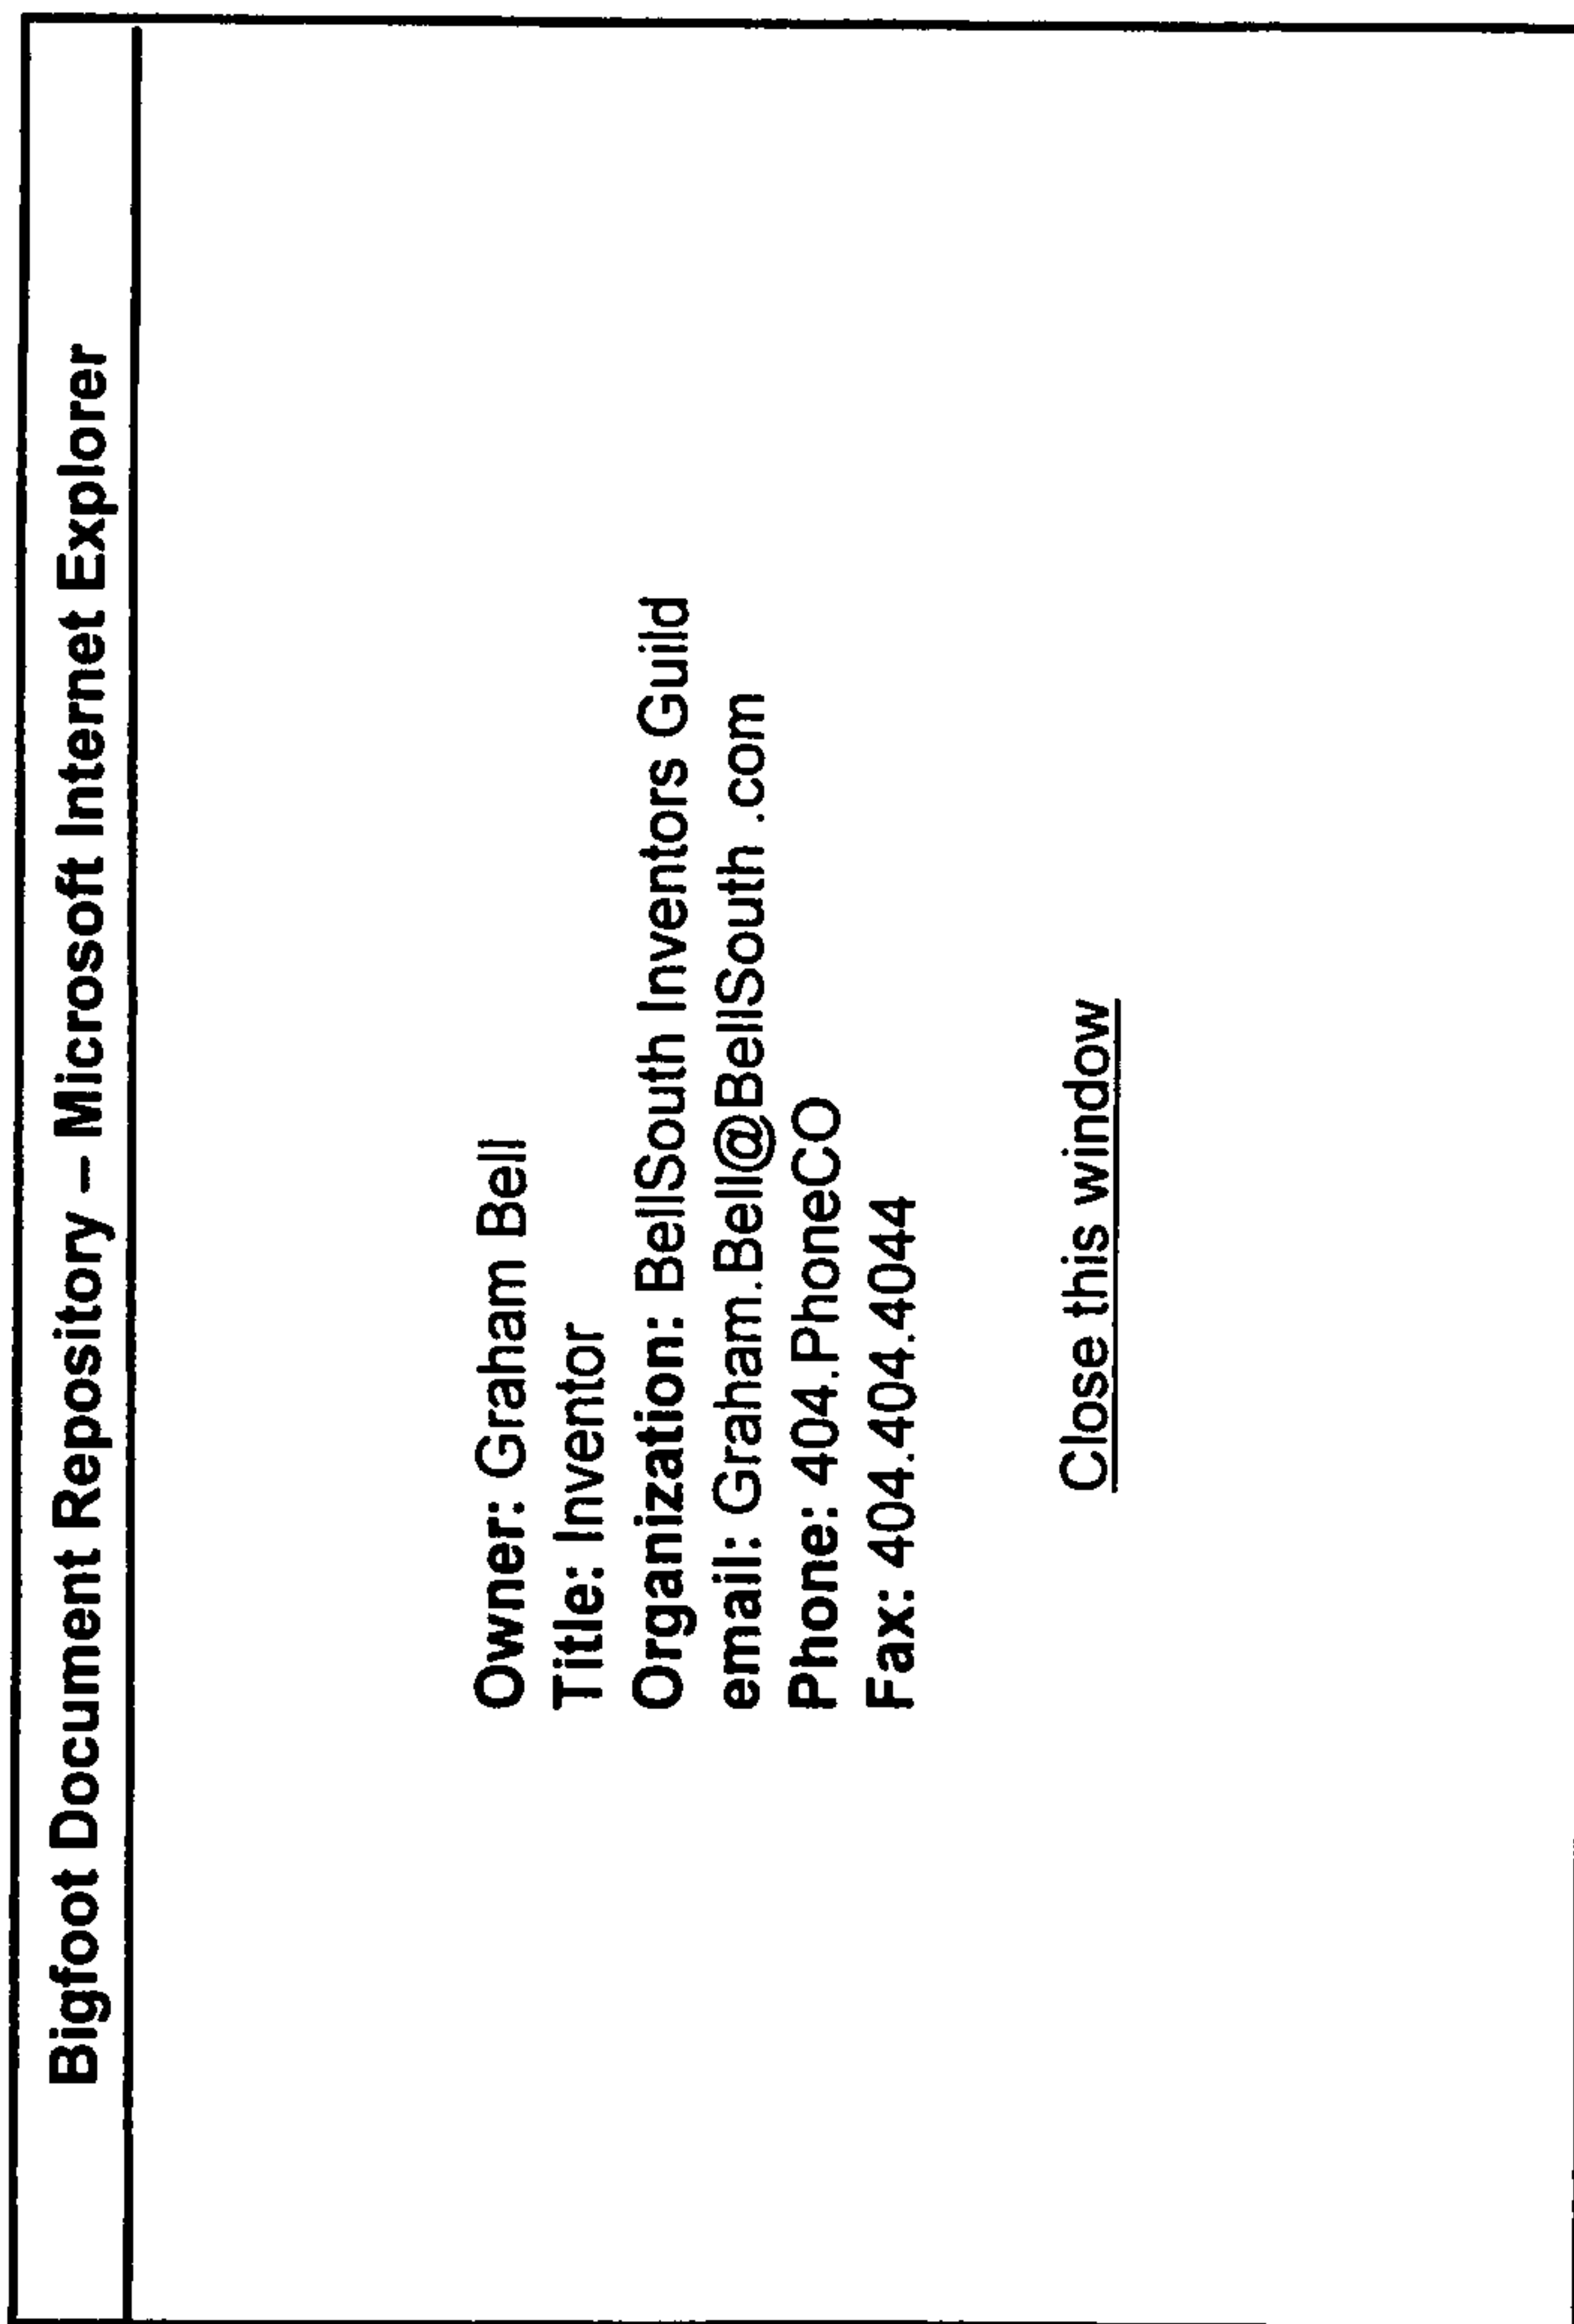 Bigfoot Document Repository – Microsoft Internet Explorer
Owner: Graham Bell
Title: Inventor
Organization: BellSouth Inventors Guild
email: Graham.Bell@BellSouth .com
Phone: 404.PhoneCO
Fax: 404.404.4044
Close this window